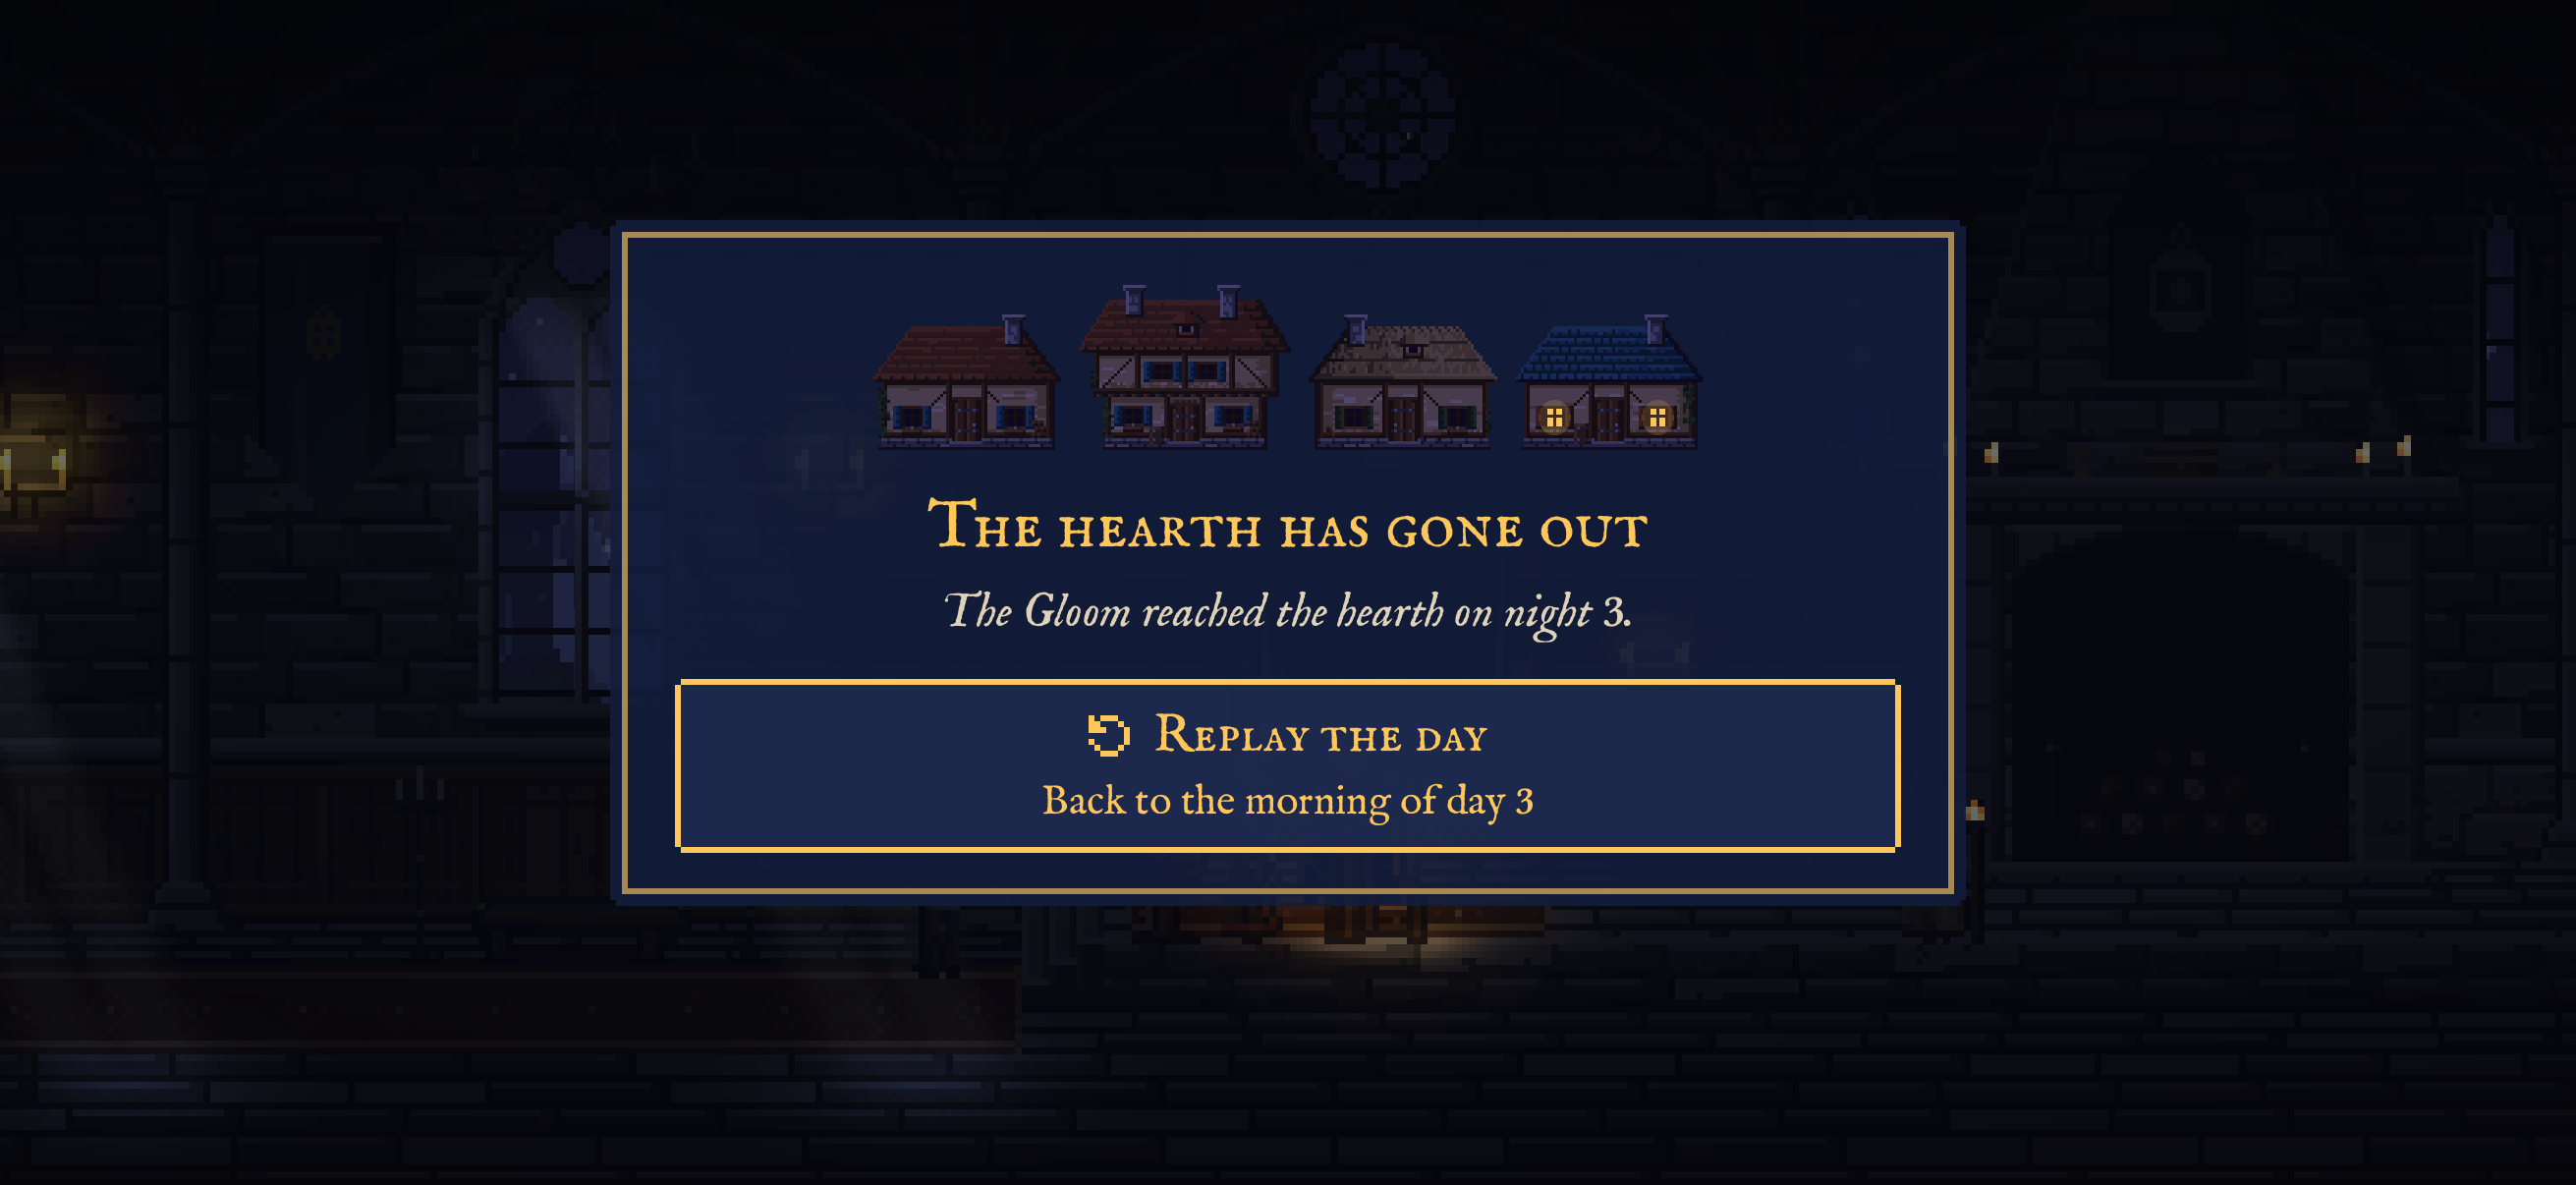 The hearth has gone out
The Gloom reached the hearth on night 3.
Replay the day
Back to the morning of day 3